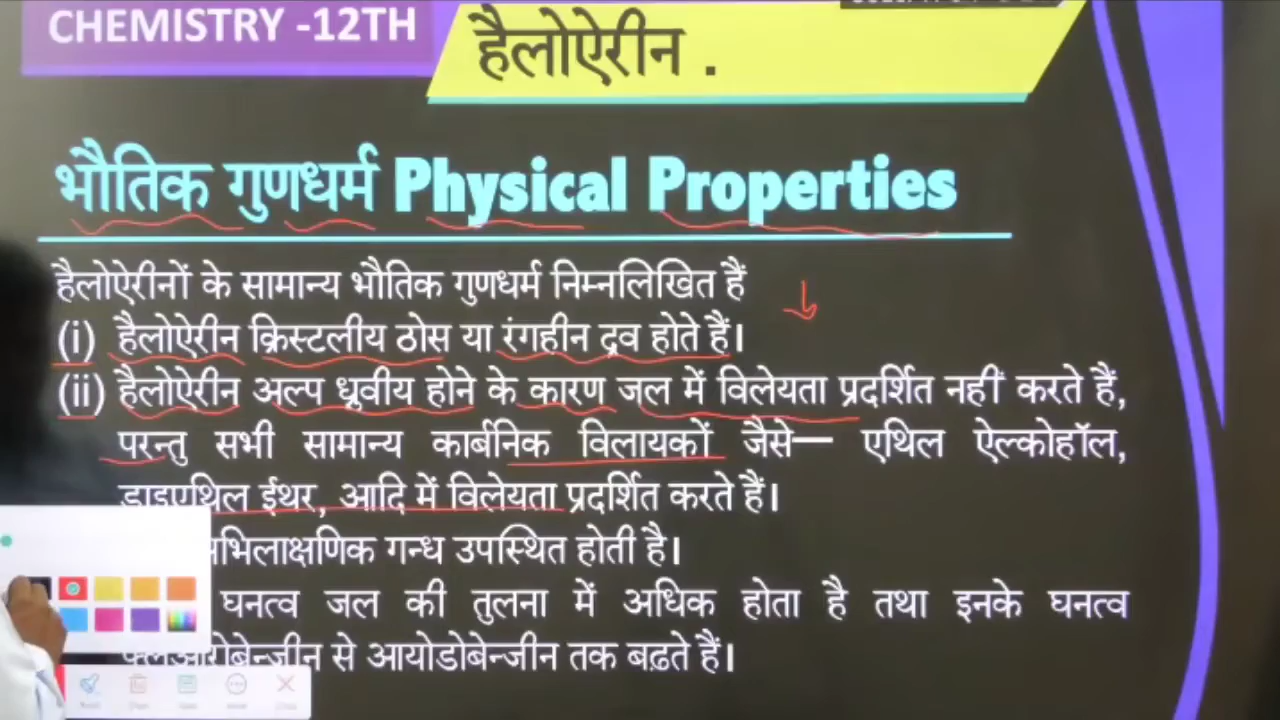 CHEMISTRY -12TH
हैलोऐरीन .
भौतिक गुणधर्म Physical Properties
हैलोऐरीनों के सामान्य भौतिक गुणधर्म निम्नलिखित हैं
(i) हैलोऐरीन क्रिस्टलीय ठोस या रंगहीन द्रव होते हैं।
(ii) हैलोऐरीन अल्प ध्रुवीय होने के कारण जल में विलेयता प्रदर्शित नहीं करते हैं,
परन्तु सभी सामान्य कार्बनिक विलायकों जैसे— एथिल ऐल्कोहॉल,
डाइएथिल ईथर, आदि में विलेयता प्रदर्शित करते हैं।
अभिलाक्षणिक गन्ध उपस्थित होती है।
घनत्व जल की तुलना में अधिक होता है तथा इनके घनत्व
फ्लुओरोबेन्जीन से आयोडोबेन्जीन तक बढ़ते हैं।